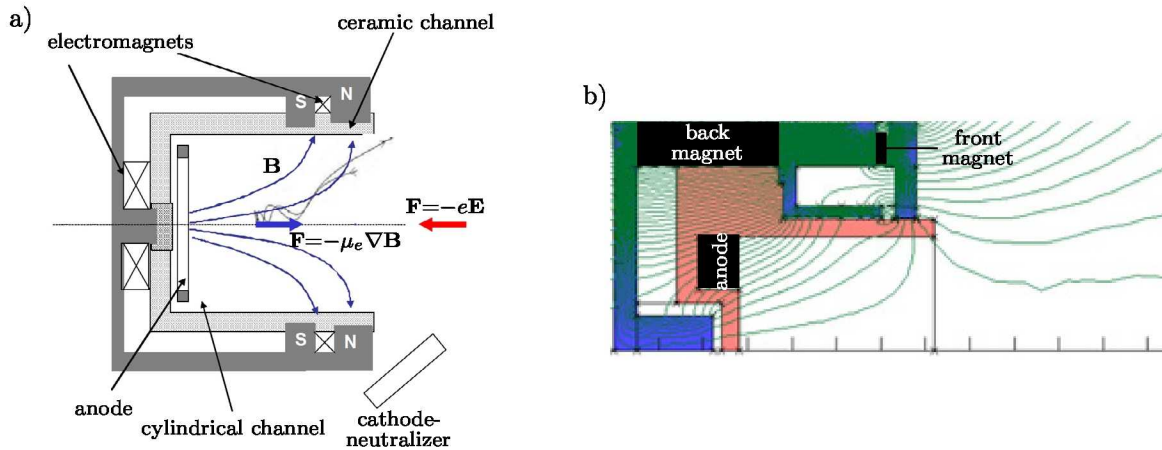 a)
electromagnets
ceramic channel
S
N
B
F=-eE
F=-μₑ∇B
S
N
anode
cylindrical channel
cathode-
neutralizer
b)
back
magnet
front
magnet
anode